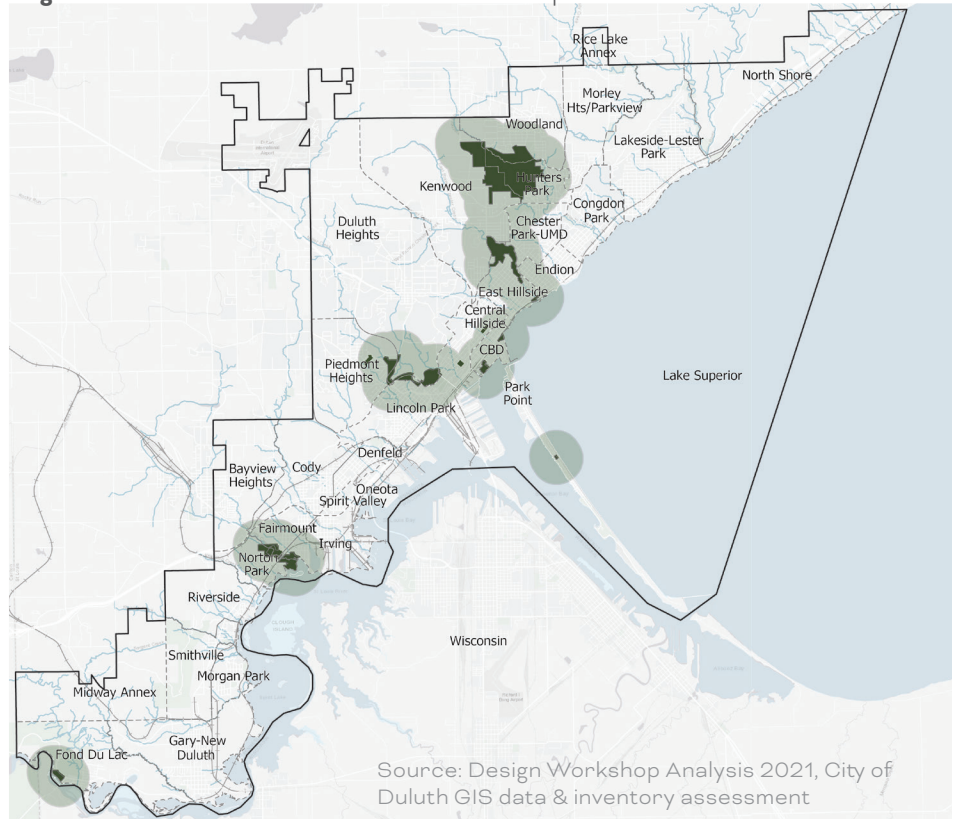 Rice Lake
Annex
North Shore
Morley
Hts/Parkview
Woodland
Lakeside-Lester
Park
Kenwood
Hunters
Park
Congdon
Park
Duluth
Heights
Chester
Park-UMD
Endion
East Hillside
Central
Hillside
CBD
Piedmont
Heights
Lake Superior
Park
Point
Lincoln Park
Denfeld
Bayview
Heights
Cody
Oneota
Spirit Valley
Fairmount
Irving
Norton
Park
Riverside
Wisconsin
Smithville
Morgan Park
Midway Annex
Gary-New
Duluth
Fond Du Lac
Source: Design Workshop Analysis 2021, City of
Duluth GIS data & inventory assessment